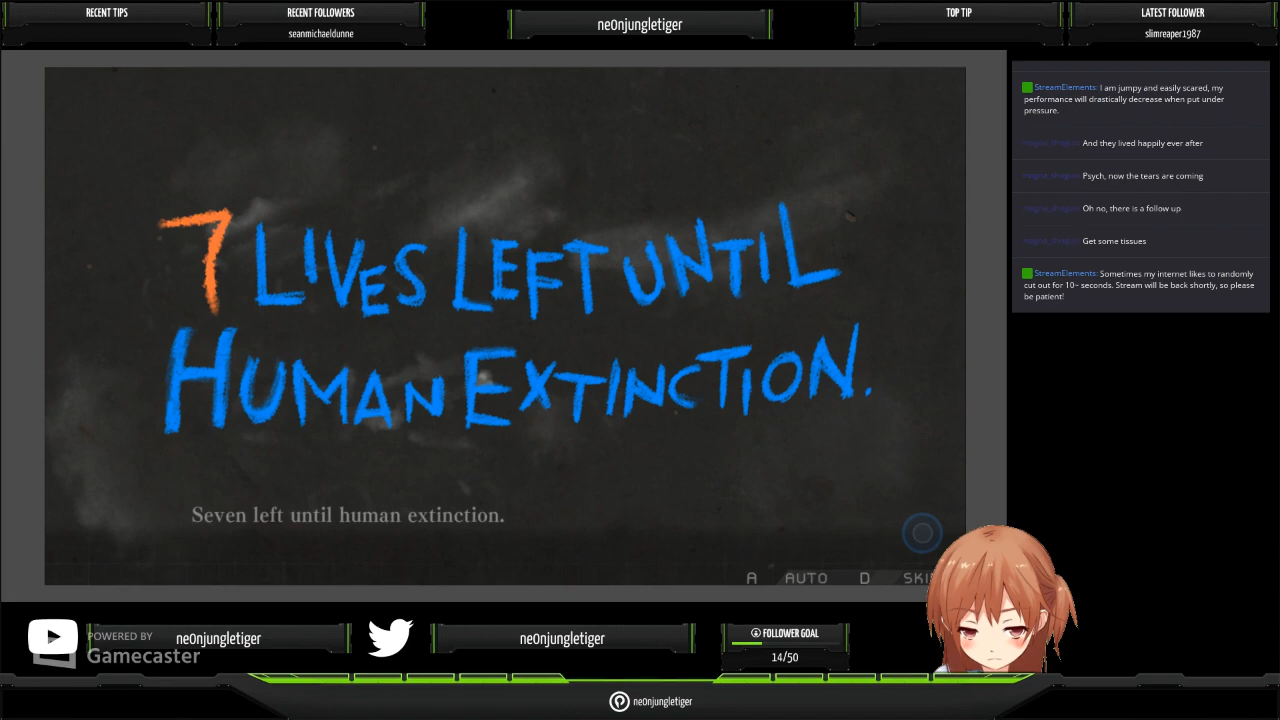 RECENT TIPS
RECENT FOLLOWERS
seanmichaeldunne
ne0njungletiger
TOP TIP
LATEST FOLLOWER
slimreaper1987
StreamElements: I am jumpy and easily scared, my
performance will drastically decrease when put under
pressure.
And they lived happily ever after
Psych, now the tears are coming
Oh no, there is a follow up
Get some tissues
StreamElements: Sometimes my internet likes to randomly
cut out for 10~ seconds. Stream will be back shortly, so please
be patient!
7 LIVES LEFT UNTIL
HUMAN EXTINCTION.
Seven left until human extinction.
A AUTO D
POWERED BY
Gamecaster
ne0njungletiger
ne0njungletiger
FOLLOWER GOAL
14/50
ne0njungletiger